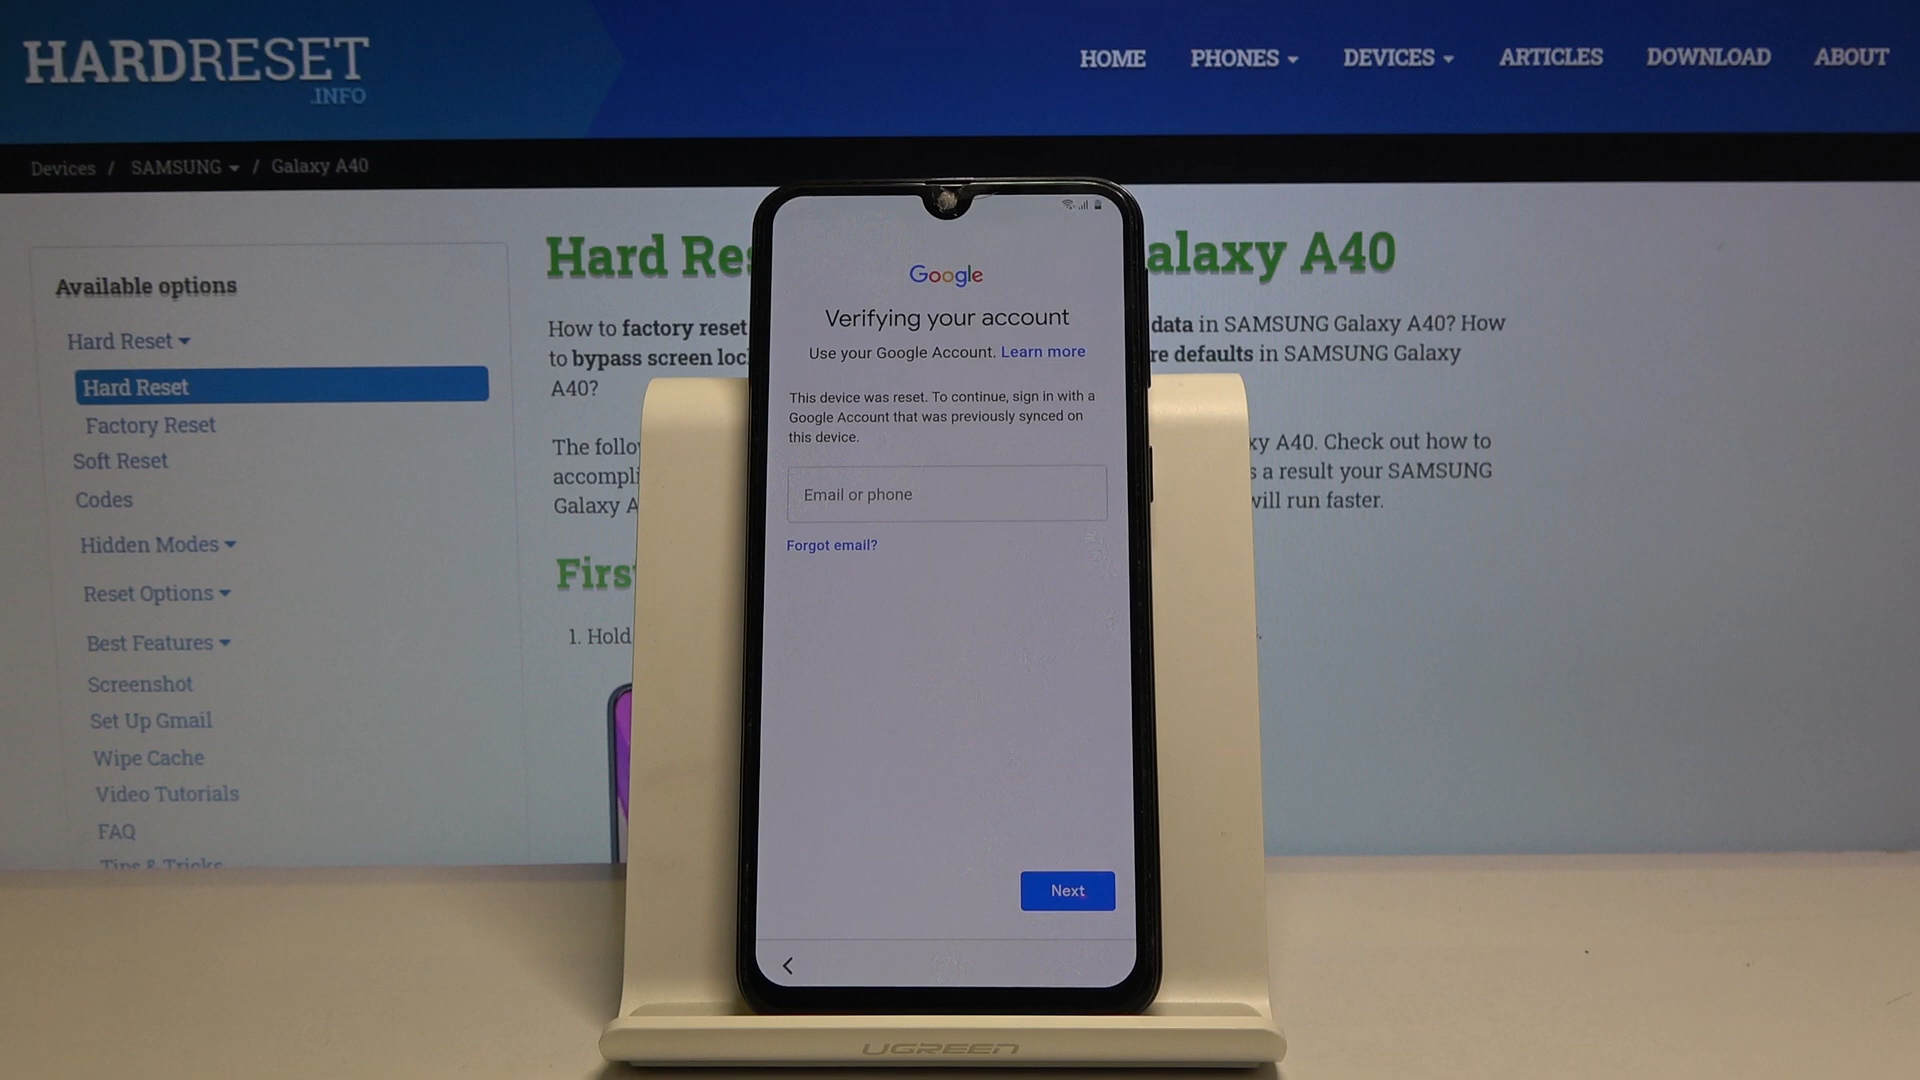 HARDRESET
.INFO
HOME PHONES DEVICES ARTICLES DOWNLOAD ABOUT
Devices / SAMSUNG / Galaxy A40
Available options
Hard Reset
Hard Reset
Factory Reset
Soft Reset
Codes
Hidden Modes
Reset Options
Best Features
Screenshot
Set Up Gmail
Wipe Cache
Video Tutorials
FAQ
Tips & Tricks
Hard Res alaxy A40
How to factory reset data in SAMSUNG Galaxy A40? How
to bypass screen loc re defaults in SAMSUNG Galaxy
A40?
The follo xy A40. Check out how to
accompli s a result your SAMSUNG
Galaxy A will run faster.
Firs
1. Hold
Google
Verifying your account
Use your Google Account. Learn more
This device was reset. To continue, sign in with a
Google Account that was previously synced on
this device.
Email or phone
Forgot email?
Next
UGREEN